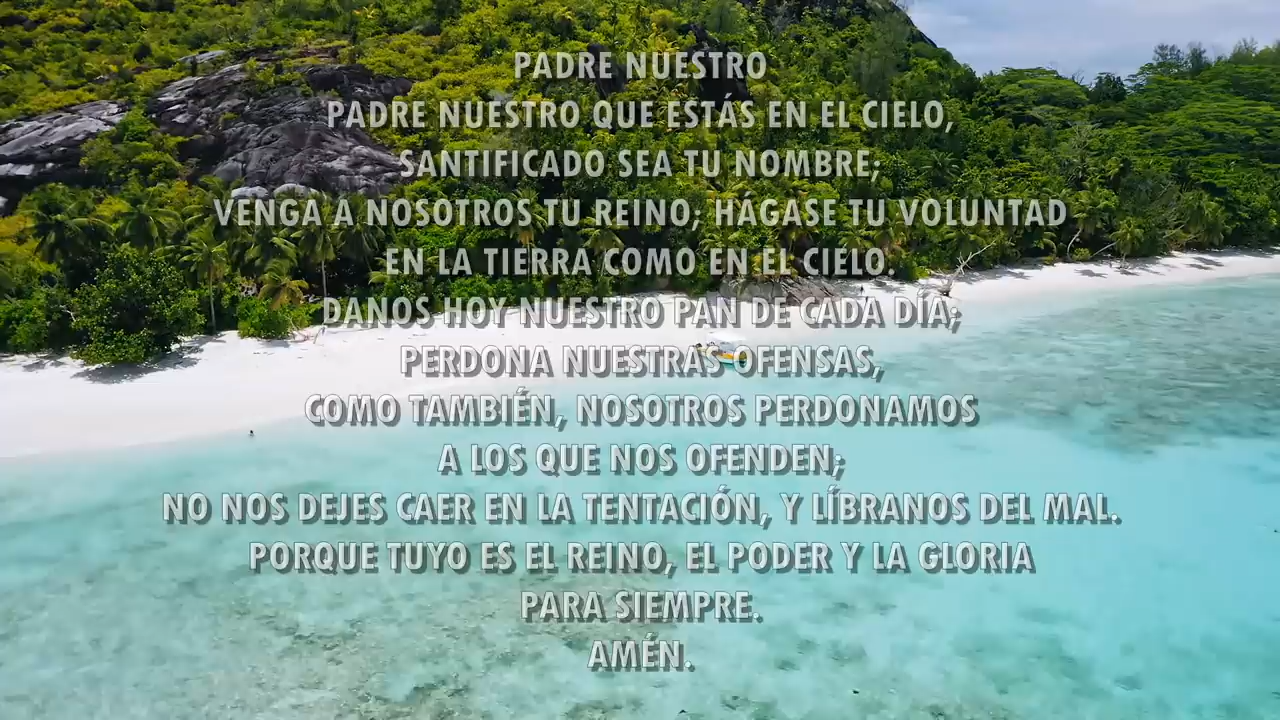 PADRE NUESTRO
PADRE NUESTRO QUE ESTÁS EN EL CIELO,
SANTIFICADO SEA TU NOMBRE;
VENGA A NOSOTROS TU REINO; HÁGASE TU VOLUNTAD
EN LA TIERRA COMO EN EL CIELO.
DANOS HOY NUESTRO PAN DE CADA DÍA;
PERDONA NUESTRAS OFENSAS,
COMO TAMBIÉN, NOSOTROS PERDONAMOS
A LOS QUE NOS OFENDEN;
NO NOS DEJES CAER EN LA TENTACIÓN, Y LÍBRANOS DEL MAL.
PORQUE TUYO ES EL REINO, EL PODER Y LA GLORIA
PARA SIEMPRE.
AMÉN.